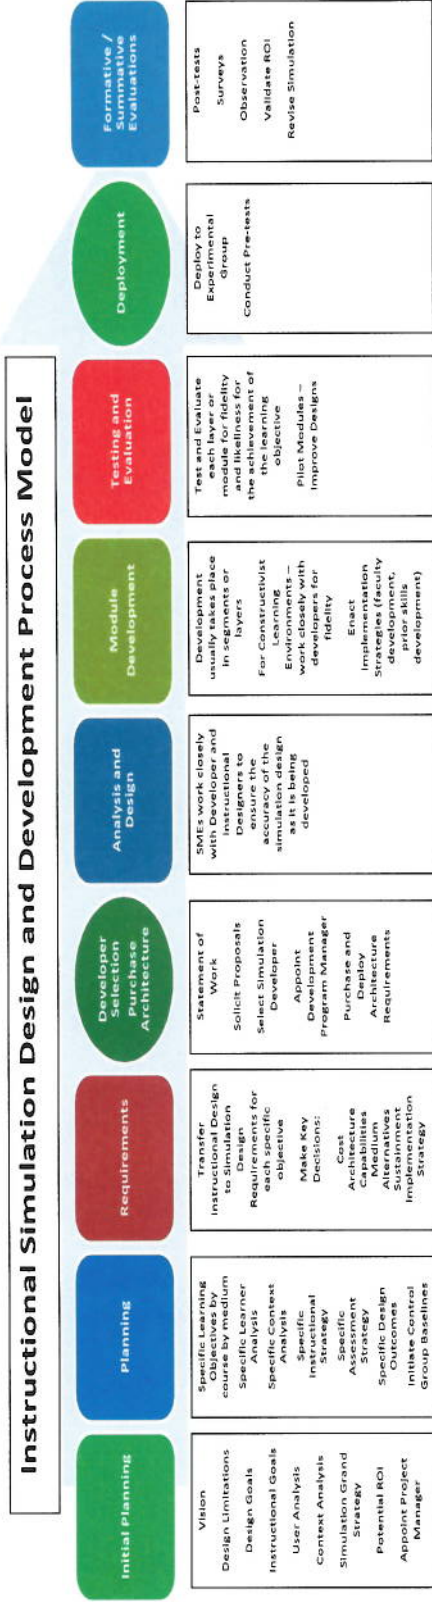 Instructional Simulation Design and Development Process Model
Initial Planning
Vision
Design Limitations
Design Goals
Instructional Goals
User Analysis
Context Analysis
Simulation Grand
Strategy
Potential ROI
Appoint Project
Manager
Planning
Specific Learning
Objectives by
course by medium
Specific Learner
Analysis
Specific Context
Analysis
Specific
Instructional
Strategy
Specific
Assessment
Strategy
Specific Design
Outcomes
Initiate Control
Group Baselines
Requirements
Transfer
Instructional Design
to Simulation
Design
Requirements for
each specific
objective
Make Key
Decisions:
Cost
Architecture
Capabilities
Medium
Alternatives
Sustainment
Implementation
Strategy
Developer
Selection
Purchase
Architecture
Statement of
Work
Solicit Proposals
Select Simulation
Developer
Appoint
Development
Program Manager
Purchase and
Deploy
Architecture
Requirements
Analysis and
Design
SMEs work closely
with Developer and
Instructional
Designers to
ensure the
accuracy of the
simulation design
as it is being
developed
Module
Development
Development
usually takes place
in segments or
layers
For Constructivist
Learning
Environments –
work closely with
developers for
fidelity
Enact
Implementation
Strategies (faculty
development,
prior skills
development)
Testing and
Evaluation
Test and Evaluate
each layer or
module for fidelity
and likeliness for
the achievement of
the learning
objective
Pilot Modules –
Improve Designs
Deployment
Deploy to
Experimental
Group
Conduct Pre-tests
Formative /
Summative
Evaluations
Post-tests
Surveys
Observation
Validate ROI
Revise Simulation